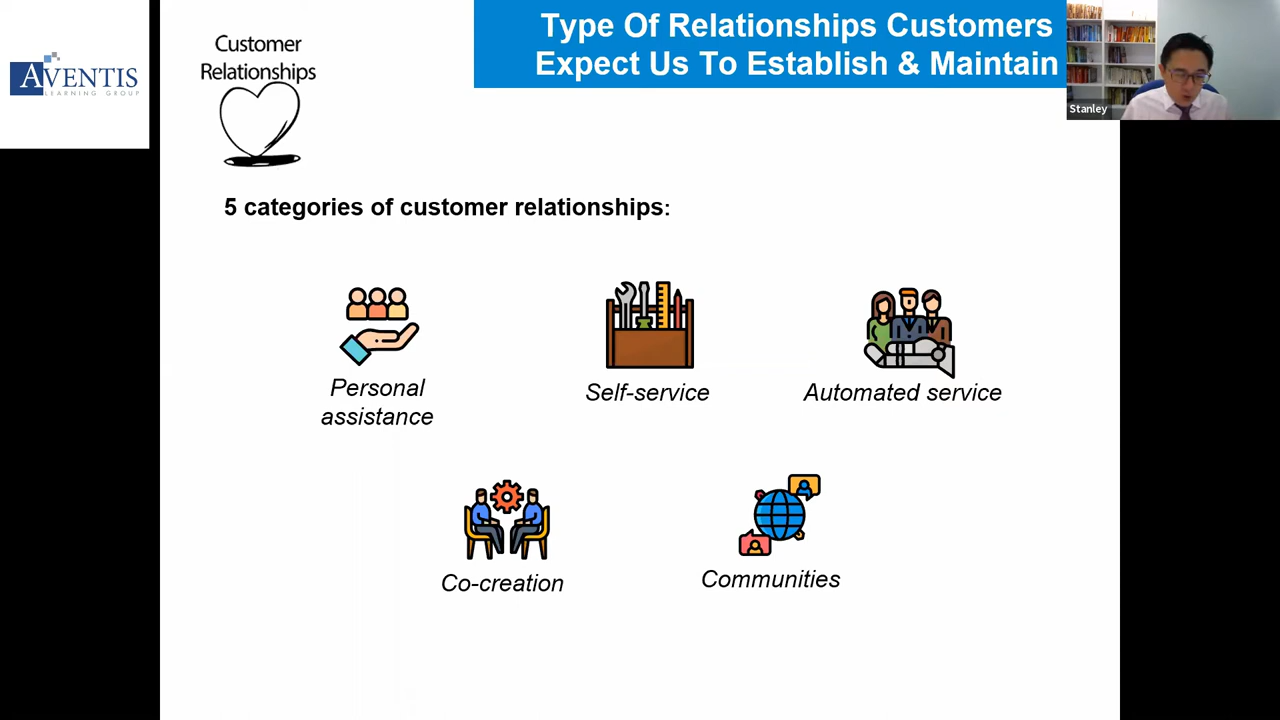 AVENTIS
LEARNING GROUP
Customer
Relationships
Type Of Relationships Customers
Expect Us To Establish & Maintain
Stanley
5 categories of customer relationships:
Personal
assistance
Self-service
Automated service
Co-creation
Communities